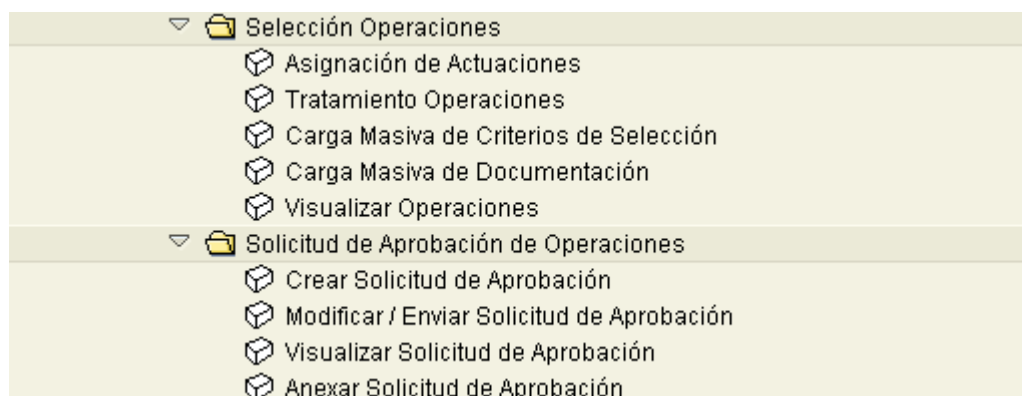 Selección Operaciones
Asignación de Actuaciones
Tratamiento Operaciones
Carga Masiva de Criterios de Selección
Carga Masiva de Documentación
Visualizar Operaciones
Solicitud de Aprobación de Operaciones
Crear Solicitud de Aprobación
Modificar / Enviar Solicitud de Aprobación
Visualizar Solicitud de Aprobación
Anexar Solicitud de Aprobación